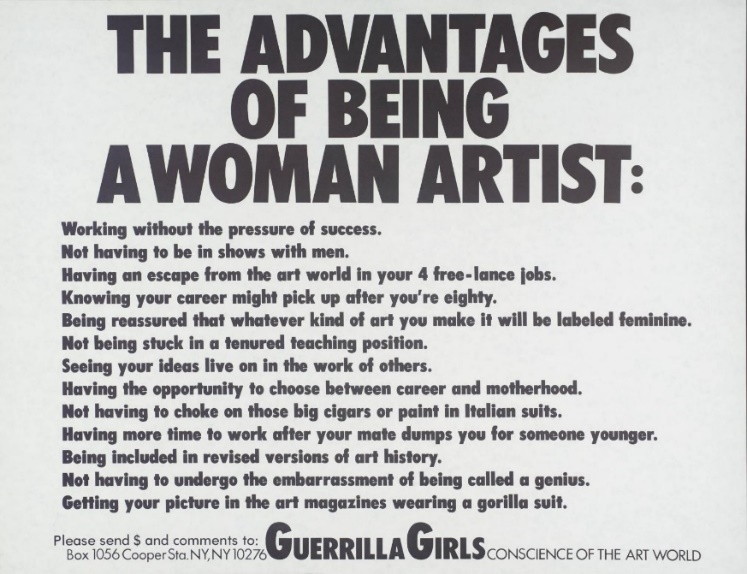 THE ADVANTAGES
OF BEING
A WOMAN ARTIST:
Working without the pressure of success.
Not having to be in shows with men.
Having an escape from the art world in your 4 free-lance jobs.
Knowing your career might pick up after you're eighty.
Being reassured that whatever kind of art you make it will be labeled feminine.
Not being stuck in a tenured teaching position.
Seeing your ideas live on in the work of others.
Having the opportunity to choose between career and motherhood.
Not having to choke on those big cigars or paint in Italian suits.
Having more time to work after your mate dumps you for someone younger.
Being included in revised versions of art history.
Not having to undergo the embarrassment of being called a genius.
Getting your picture in the art magazines wearing a gorilla suit.
Please send $ and comments to:
Box 1056 Cooper Sta. NY, NY 10276 GUERRILLA GIRLS CONSCIENCE OF THE ART WORLD